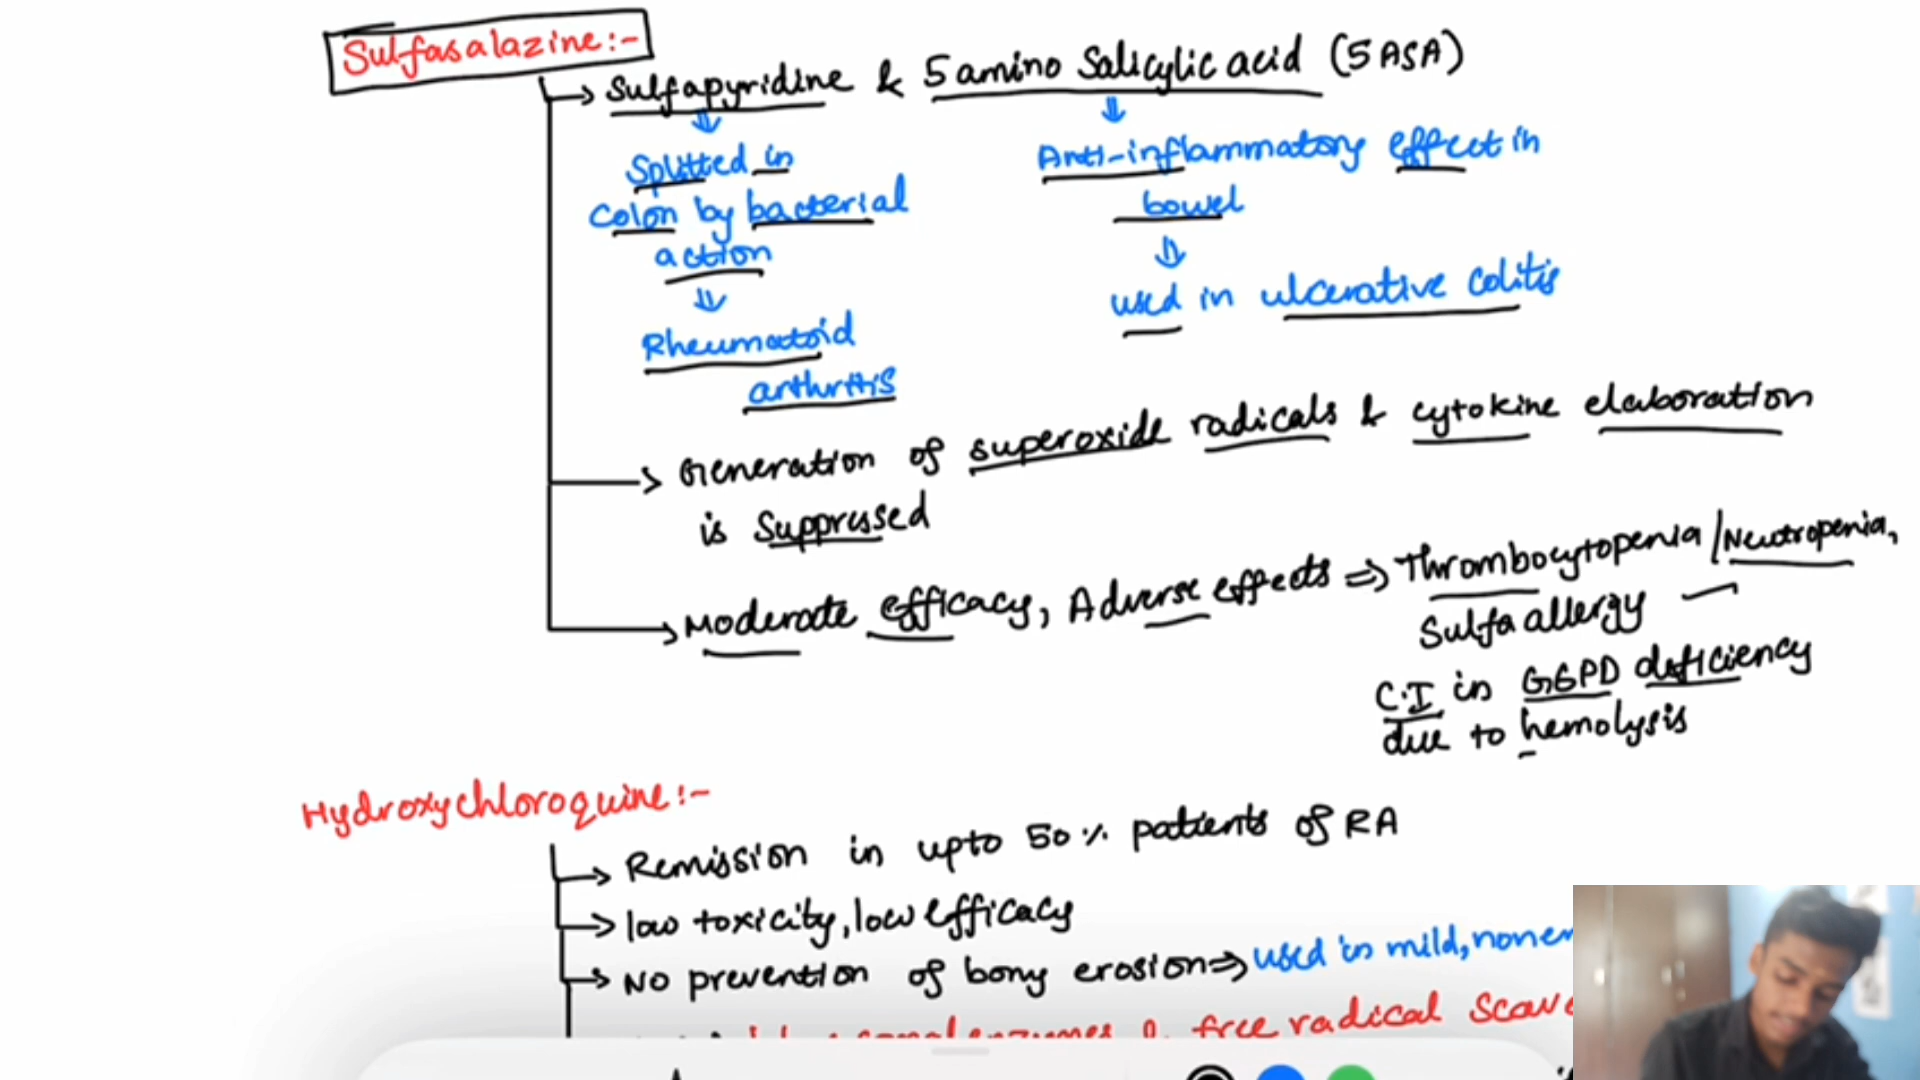 Sulfasalazine:-
Sulfapyridine & 5 amino Salicylic acid (5 ASA)
Splitted in
Colon by bacterial
action
Rheumatoid
arthritis
Anti-inflammatory effect in
bowel
used in ulcerative colitis
Generation of superoxide radicals & cytokine elaboration
is Suppressed
Moderate efficacy, Adverse effects ⇒ Thrombocytopenia / Neutropenia,
Sulfa allergy
C.I in G6PD deficiency
due to hemolysis
Hydroxychloroquine:-
Remission in upto 50% patients of RA
low toxicity, low efficacy
No prevention of bony erosion ⇒ used in mild,
enzymes & free radical